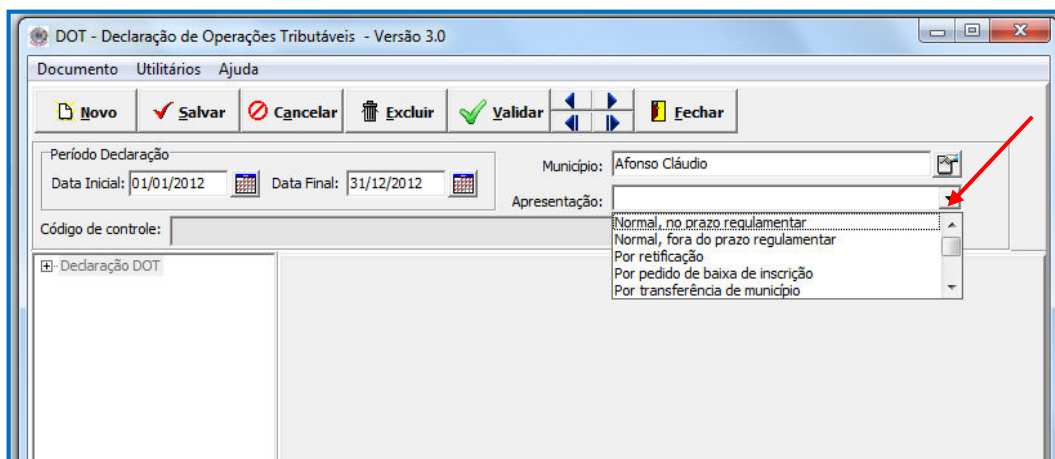 DOT - Declaração de Operações Tributáveis - Versão 3.0
Documento Utilitários Ajuda
Novo Salvar Cancelar Excluir Validar Fechar
Período Declaração
Data Inicial: 01/01/2012 Data Final: 31/12/2012
Município: Afonso Cláudio
Apresentação:
Normal, no prazo regulamentar
Normal, fora do prazo regulamentar
Por retificação
Por pedido de baixa de inscrição
Por transferência de município
Código de controle:
Declaração DOT